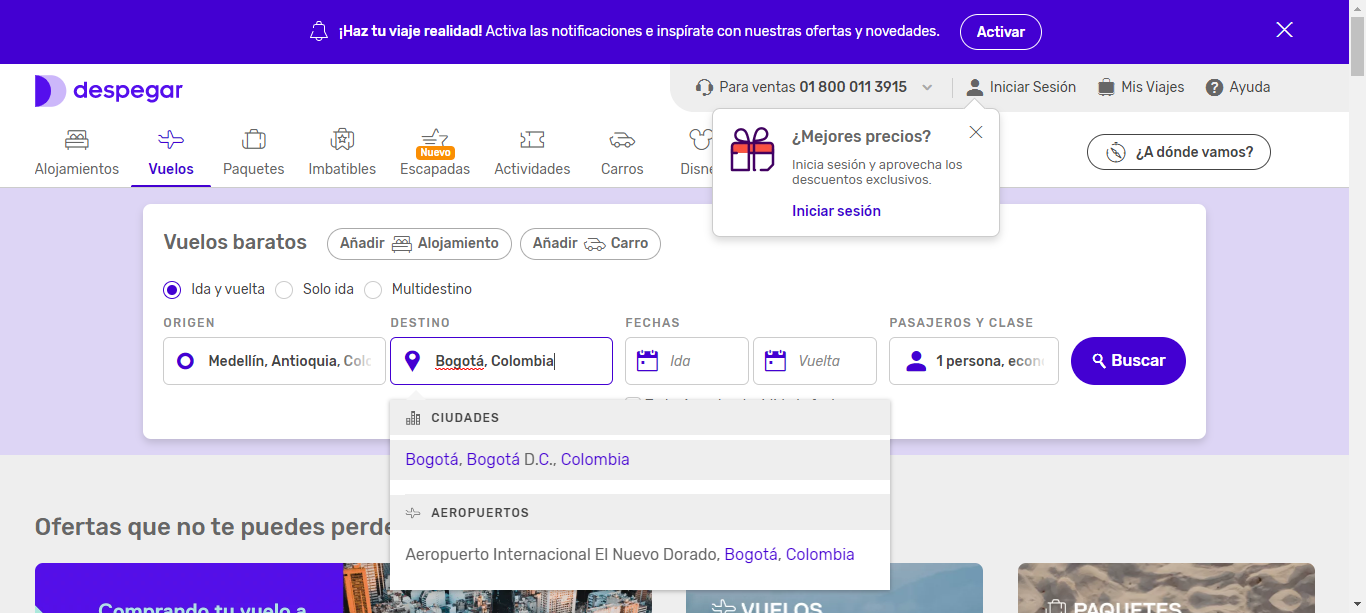 ¡Haz tu viaje realidad! Activa las notificaciones e inspírate con nuestras ofertas y novedades.
Activar
despegar
Para ventas 01 800 011 3915
Iniciar Sesión
Mis Viajes
Ayuda
Alojamientos
Vuelos
Paquetes
Imbatibles
Nuevo
Escapadas
Actividades
Carros
Disne
¿A dónde vamos?
¿Mejores precios?
Inicia sesión y aprovecha los
descuentos exclusivos.
Iniciar sesión
Vuelos baratos
Añadir Alojamiento
Añadir Carro
Ida y vuelta
Solo ida
Multidestino
ORIGEN
DESTINO
FECHAS
PASAJEROS Y CLASE
Medellín, Antioquia, Colo
Bogotá, Colombia
Ida
Vuelta
1 persona, econ
Buscar
CIUDADES
Bogotá, Bogotá D.C., Colombia
AEROPUERTOS
Aeropuerto Internacional El Nuevo Dorado, Bogotá, Colombia
Ofertas que no te puedes perde
Comprando tu vuelo a
VUELOS
PAQUETES